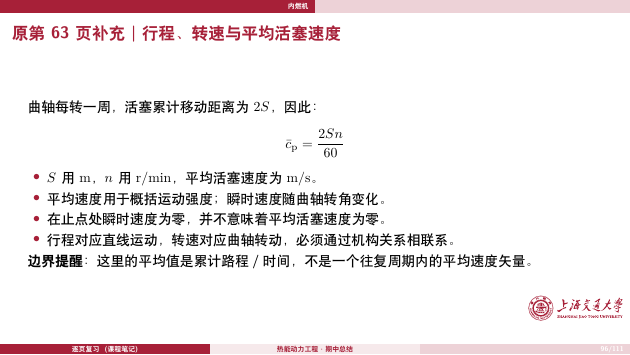 内燃机
原第 63 页补充 | 行程、转速与平均活塞速度
曲轴每转一周，活塞累计移动距离为 2S，因此：
c̄p = 2Sn / 60
• S 用 m，n 用 r/min，平均活塞速度为 m/s。
• 平均速度用于概括运动强度；瞬时速度随曲轴转角变化。
• 在止点处瞬时速度为零，并不意味着平均活塞速度为零。
• 行程对应直线运动，转速对应曲轴转动，必须通过机构关系相联系。
边界提醒：这里的平均值是累计路程 / 时间，不是一个往复周期内的平均速度矢量。
上海交通大学
SHANGHAI JIAO TONG UNIVERSITY
逐页复习（课程笔记）
热能动力工程 · 期中总结
96/111